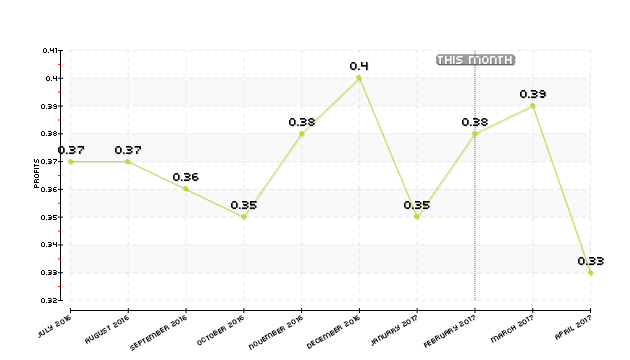 0.41
THIS MONTH
0.4
0.4
0.39
0.39
0.38
0.38
0.38
0.37
0.37
0.37
0.36
0.36
0.35
0.35
0.35
0.34
0.33
0.33
0.32
PROFITS
JULY 2016
AUGUST 2016
SEPTEMBER 2016
OCTOBER 2016
NOVEMBER 2016
DECEMBER 2016
JANUARY 2017
FEBRUARY 2017
MARCH 2017
APRIL 2017